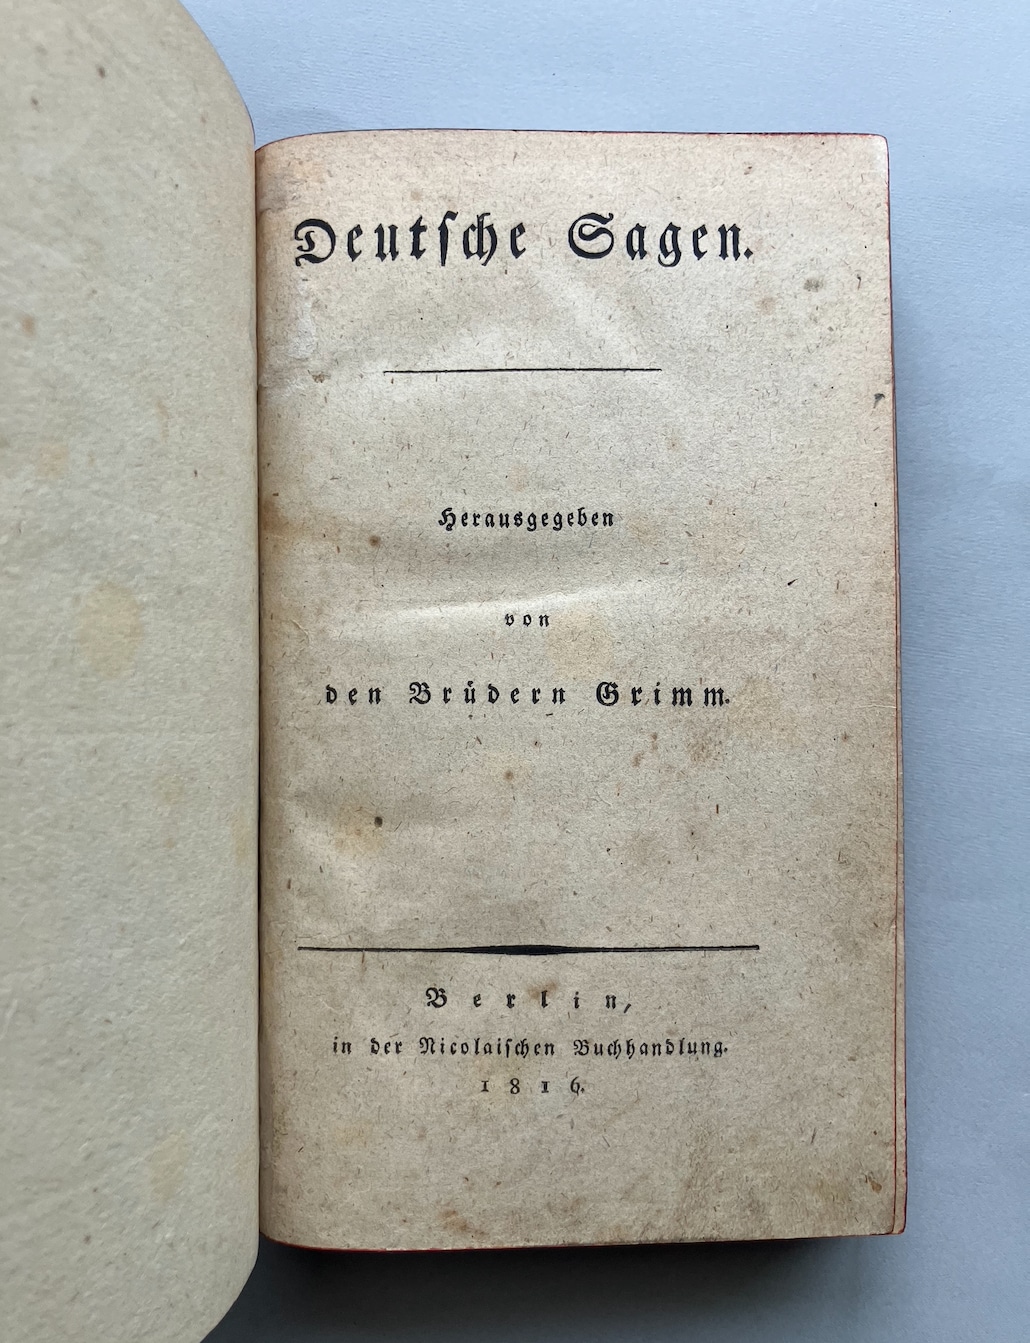 Deutſche Sagen.
Herausgegeben
von
den Brüdern Grimm.
Berlin,
in der Nicolaiſchen Buchhandlung.
1816.